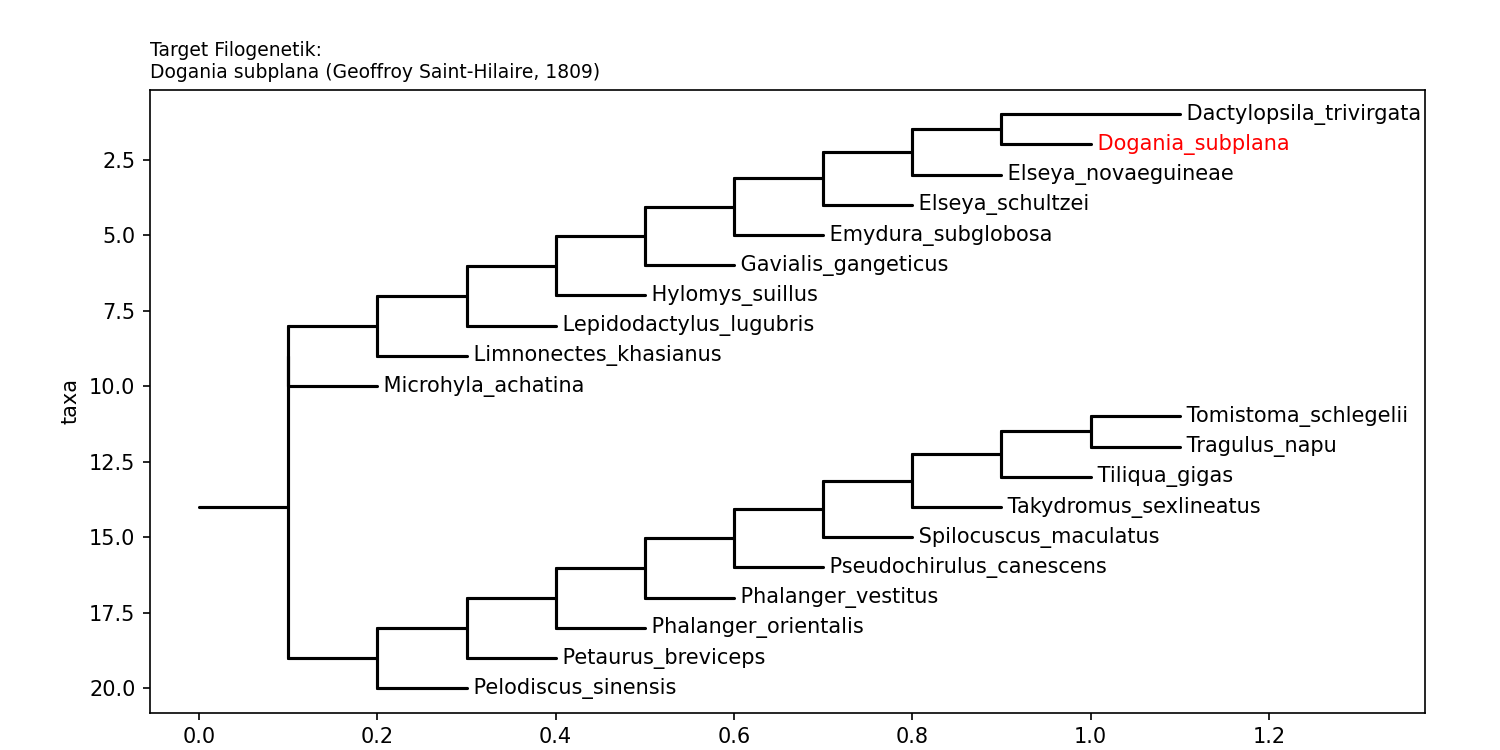 Target Filogenetik:
Dogania subplana (Geoffroy Saint-Hilaire, 1809)
Dactylopsila_trivirgata
Dogania_subplana
2.5
Elseya_novaeguineae
Elseya_schultzei
5.0
Emydura_subglobosa
Gavialis_gangeticus
Hylomys_suillus
7.5
Lepidodactylus_lugubris
Limnonectes_khasianus
10.0
Microhyla_achatina
taxa
Tomistoma_schlegelii
Tragulus_napu
12.5
Tiliqua_gigas
Takydromus_sexlineatus
15.0
Spilocuscus_maculatus
Pseudochirulus_canescens
Phalanger_vestitus
17.5
Phalanger_orientalis
Petaurus_breviceps
20.0
Pelodiscus_sinensis
0.0 0.2 0.4 0.6 0.8 1.0 1.2